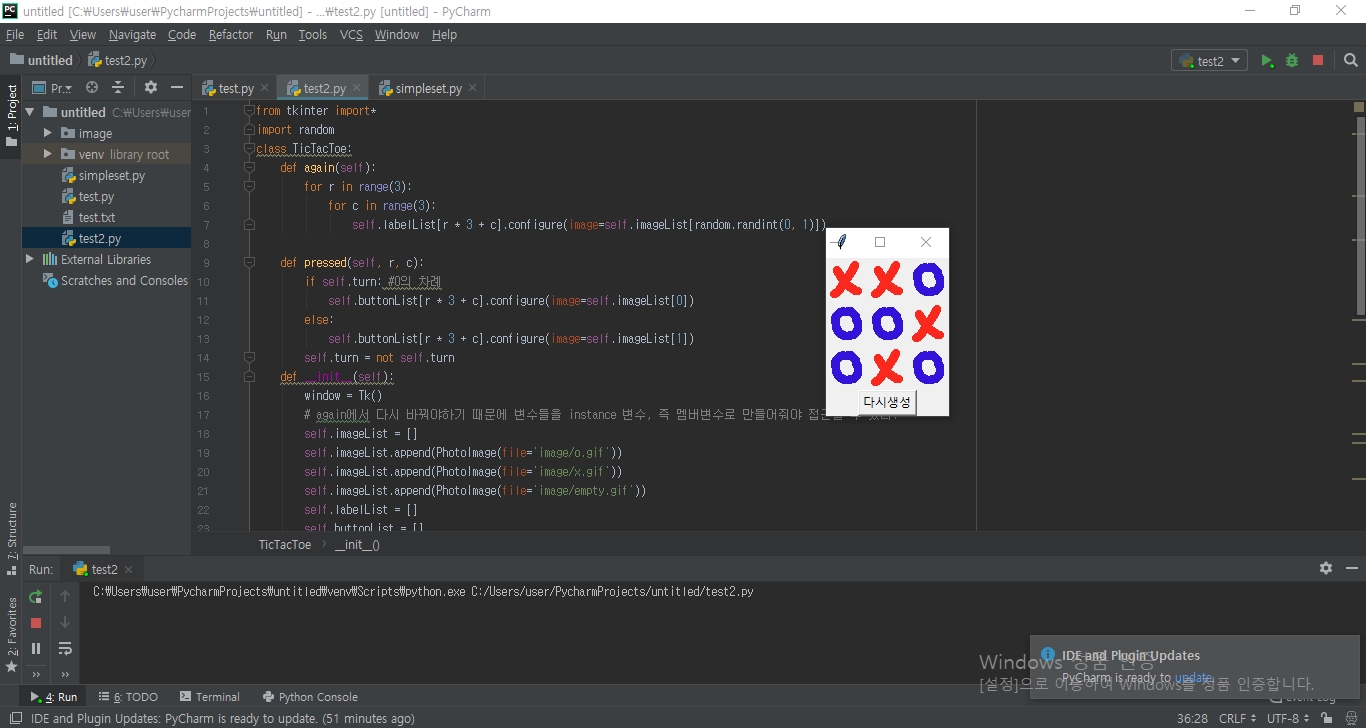 untitled [C:₩Users₩user₩PycharmProjects₩untitled] - ...₩test2.py [untitled] - PyCharm
File Edit View Navigate Code Refactor Run Tools VCS Window Help
untitled test2.py test2
1: Project
Pr.. test.py test2.py simpleset.py
untitled C:₩Users₩user
image
venv library root
simpleset.py
test.py
test.txt
test2.py
External Libraries
Scratches and Consoles
1 from tkinter import*
2 import random
3 class TicTacToe:
4 def again(self):
5 for r in range(3):
6 for c in range(3):
7 self.labelList[r * 3 + c].configure(image=self.imageList[random.randint(0, 1)])
8
9 def pressed(self, r, c):
10 if self.turn: #0의 차례
11 self.buttonList[r * 3 + c].configure(image=self.imageList[0])
12 else:
13 self.buttonList[r * 3 + c].configure(image=self.imageList[1])
14 self.turn = not self.turn
15 def __init__(self):
16 window = Tk()
17 # again에서 다시 바꿔야하기 때문에 변수들을 instance 변수, 즉 멤버변수로 만들어줘야
18 self.imageList = []
19 self.imageList.append(PhotoImage(file='image/o.gif'))
20 self.imageList.append(PhotoImage(file='image/x.gif'))
21 self.imageList.append(PhotoImage(file='image/empty.gif'))
22 self.labelList = []
23 self.buttonList = []
X X O
O O X
O X O
다시생성
TicTacToe › __init__()
7: Structure
2: Favorites
Run: test2
C:₩Users₩user₩PycharmProjects₩untitled₩venv₩Scripts₩python.exe C:/Users/user/PycharmProjects/untitled/test2.py
IDE and Plugin Updates
PyCharm is ready to update.
Windows 정품 인증
[설정]으로 이동하여 Windows를 정품 인증합니다.
4: Run 6: TODO Terminal Python Console Event Log
IDE and Plugin Updates: PyCharm is ready to update. (51 minutes ago) 36:28 CRLF UTF-8